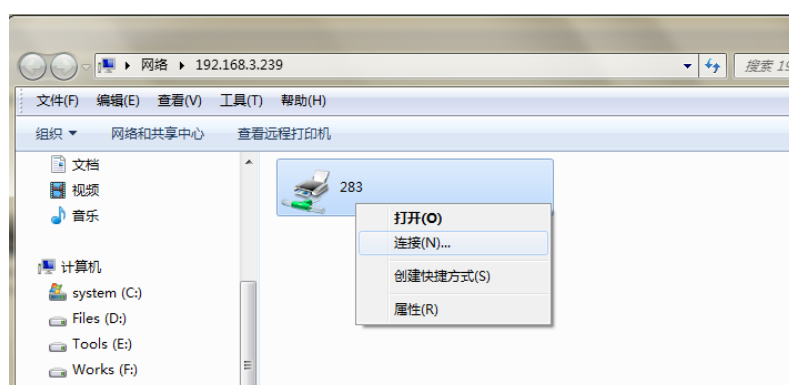 网络 192.168.3.239 搜索 19
文件(F) 编辑(E) 查看(V) 工具(T) 帮助(H)
组织 网络和共享中心 查看远程打印机
文档
视频
音乐
计算机
system (C:)
Files (D:)
Tools (E:)
Works (F:)
283
打开(O)
连接(N)...
创建快捷方式(S)
属性(R)